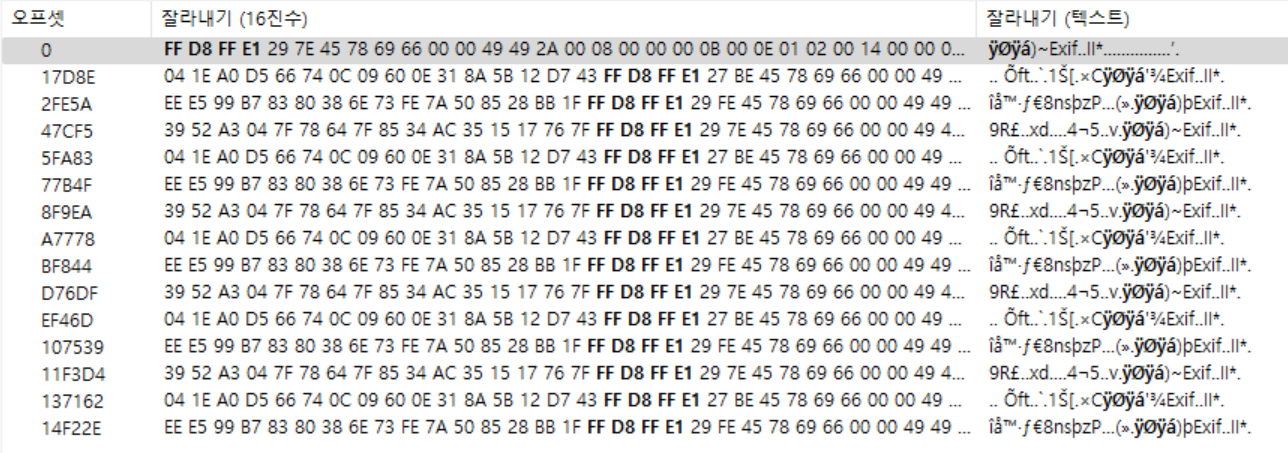 오프셋 잘라내기 (16진수) 잘라내기 (텍스트)
0 FF D8 FF E1 29 7E 45 78 69 66 00 00 49 49 2A 00 08 00 00 00 0B 00 0E 01 02 00 14 00 00 0... ÿØÿá)~Exif..II*...............'.
17D8E 04 1E A0 D5 66 74 0C 09 60 0E 31 8A 5B 12 D7 43 FF D8 FF E1 27 BE 45 78 69 66 00 00 49 ... .. Õft..`.1Š[.×CÿØÿá'¾Exif..II*.
2FE5A EE E5 99 B7 83 80 38 6E 73 FE 7A 50 85 28 BB 1F FF D8 FF E1 29 FE 45 78 69 66 00 00 49 49 ... îå™·ƒ€8nsþzP...(».ÿØÿá)þExif..II*.
47CF5 39 52 A3 04 7F 78 64 7F 85 34 AC 35 15 17 76 7F FF D8 FF E1 29 7E 45 78 69 66 00 00 49 4... 9R£..xd....4¬5..v.ÿØÿá)~Exif..II*.
5FA83 04 1E A0 D5 66 74 0C 09 60 0E 31 8A 5B 12 D7 43 FF D8 FF E1 27 BE 45 78 69 66 00 00 49 ... .. Õft..`.1Š[.×CÿØÿá'¾Exif..II*.
77B4F EE E5 99 B7 83 80 38 6E 73 FE 7A 50 85 28 BB 1F FF D8 FF E1 29 FE 45 78 69 66 00 00 49 49 ... îå™·ƒ€8nsþzP...(».ÿØÿá)þExif..II*.
8F9EA 39 52 A3 04 7F 78 64 7F 85 34 AC 35 15 17 76 7F FF D8 FF E1 29 7E 45 78 69 66 00 00 49 4... 9R£..xd....4¬5..v.ÿØÿá)~Exif..II*.
A7778 04 1E A0 D5 66 74 0C 09 60 0E 31 8A 5B 12 D7 43 FF D8 FF E1 27 BE 45 78 69 66 00 00 49 ... .. Õft..`.1Š[.×CÿØÿá'¾Exif..II*.
BF844 EE E5 99 B7 83 80 38 6E 73 FE 7A 50 85 28 BB 1F FF D8 FF E1 29 FE 45 78 69 66 00 00 49 49 ... îå™·ƒ€8nsþzP...(».ÿØÿá)þExif..II*.
D76DF 39 52 A3 04 7F 78 64 7F 85 34 AC 35 15 17 76 7F FF D8 FF E1 29 7E 45 78 69 66 00 00 49 4... 9R£..xd....4¬5..v.ÿØÿá)~Exif..II*.
EF46D 04 1E A0 D5 66 74 0C 09 60 0E 31 8A 5B 12 D7 43 FF D8 FF E1 27 BE 45 78 69 66 00 00 49 ... .. Õft..`.1Š[.×CÿØÿá'¾Exif..II*.
107539 EE E5 99 B7 83 80 38 6E 73 FE 7A 50 85 28 BB 1F FF D8 FF E1 29 FE 45 78 69 66 00 00 49 49 ... îå™·ƒ€8nsþzP...(».ÿØÿá)þExif..II*.
11F3D4 39 52 A3 04 7F 78 64 7F 85 34 AC 35 15 17 76 7F FF D8 FF E1 29 7E 45 78 69 66 00 00 49 4... 9R£..xd....4¬5..v.ÿØÿá)~Exif..II*.
137162 04 1E A0 D5 66 74 0C 09 60 0E 31 8A 5B 12 D7 43 FF D8 FF E1 27 BE 45 78 69 66 00 00 49 ... .. Õft..`.1Š[.×CÿØÿá'¾Exif..II*.
14F22E EE E5 99 B7 83 80 38 6E 73 FE 7A 50 85 28 BB 1F FF D8 FF E1 29 FE 45 78 69 66 00 00 49 49 ... îå™·ƒ€8nsþzP...(».ÿØÿá)þExif..II*.